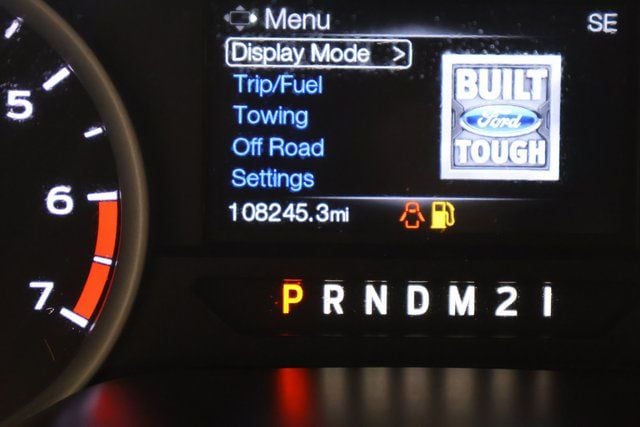 Menu
SE
Display Mode >
Trip/Fuel
Towing
Off Road
Settings
BUILT
Ford
TOUGH
108245.3mi
5
6
7
P R N D M 2 1